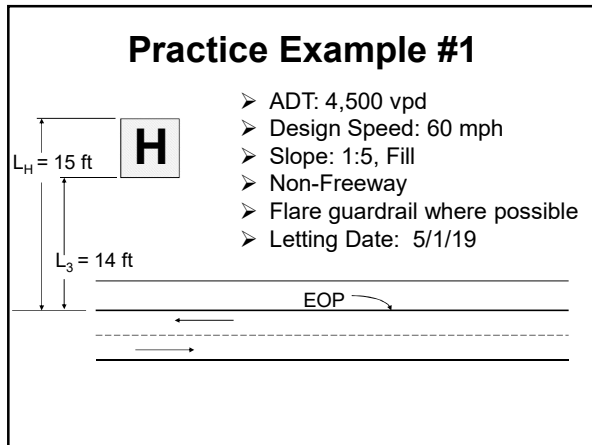 Practice Example #1
➢ ADT: 4,500 vpd
➢ Design Speed: 60 mph
➢ Slope: 1:5, Fill
➢ Non-Freeway
➢ Flare guardrail where possible
➢ Letting Date: 5/1/19
H
L_H = 15 ft
L_3 = 14 ft
EOP